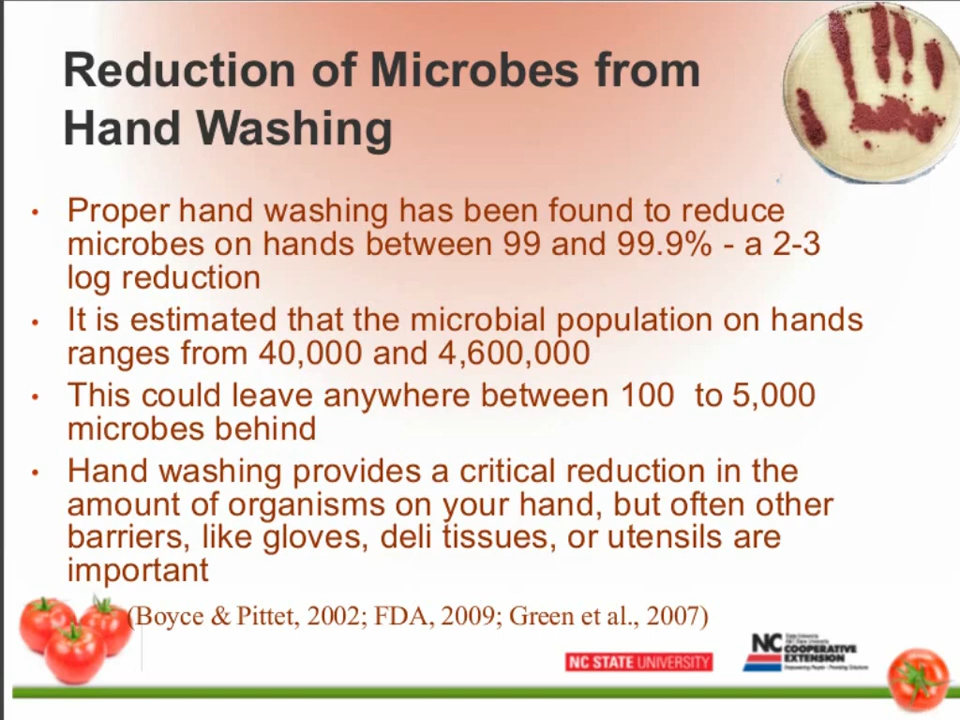 Reduction of Microbes from
Hand Washing
• Proper hand washing has been found to reduce
microbes on hands between 99 and 99.9% - a 2-3
log reduction
• It is estimated that the microbial population on hands
ranges from 40,000 and 4,600,000
• This could leave anywhere between 100  to 5,000
microbes behind
• Hand washing provides a critical reduction in the
amount of organisms on your hand, but often other
barriers, like gloves, deli tissues, or utensils are
important
(Boyce & Pittet, 2002; FDA, 2009; Green et al., 2007)
NC STATE UNIVERSITY
NC
COOPERATIVE
EXTENSION